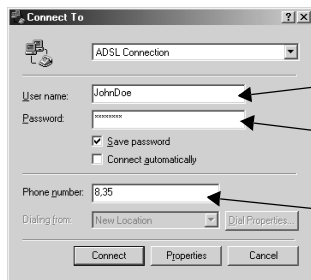 Connect To
ADSL Connection
User name: JohnDoe
Password: ********
Save password
Connect automatically
Phone number: 8,35
Dialing from: New Location Dial Properties...
Connect Properties Cancel